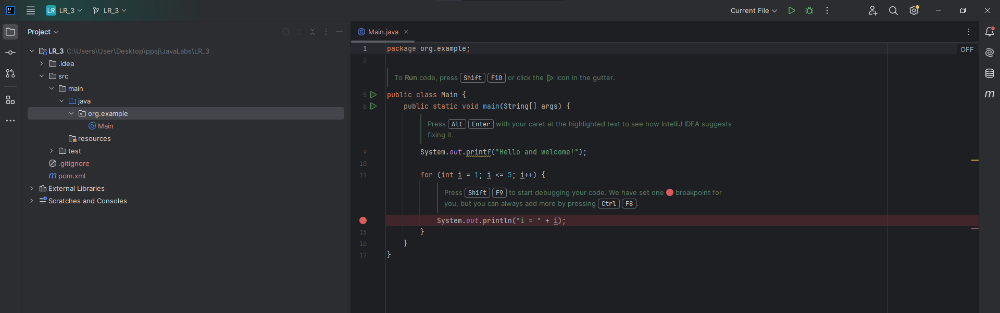 LR LR_3 LR_3 Current File
Project
LR_3 C:\Users\User\Desktop\ppsj\JavaLabs\LR_3
.idea
src
main
java
org.example
Main
resources
test
.gitignore
m pom.xml
External Libraries
Scratches and Consoles
Main.java
OFF
1 package org.example;
2
To Run code, press Shift F10 or click the icon in the gutter.
5 public class Main {
6 public static void main(String[] args) {
Press Alt Enter with your caret at the highlighted text to see how IntelliJ IDEA suggests
fixing it.
9 System.out.printf("Hello and welcome!");
10
11 for (int i = 1; i <= 5; i++) {
Press Shift F9 to start debugging your code. We have set one breakpoint for
you, but you can always add more by pressing Ctrl F8.
System.out.println("i = " + i);
15 }
16 }
17 }
m